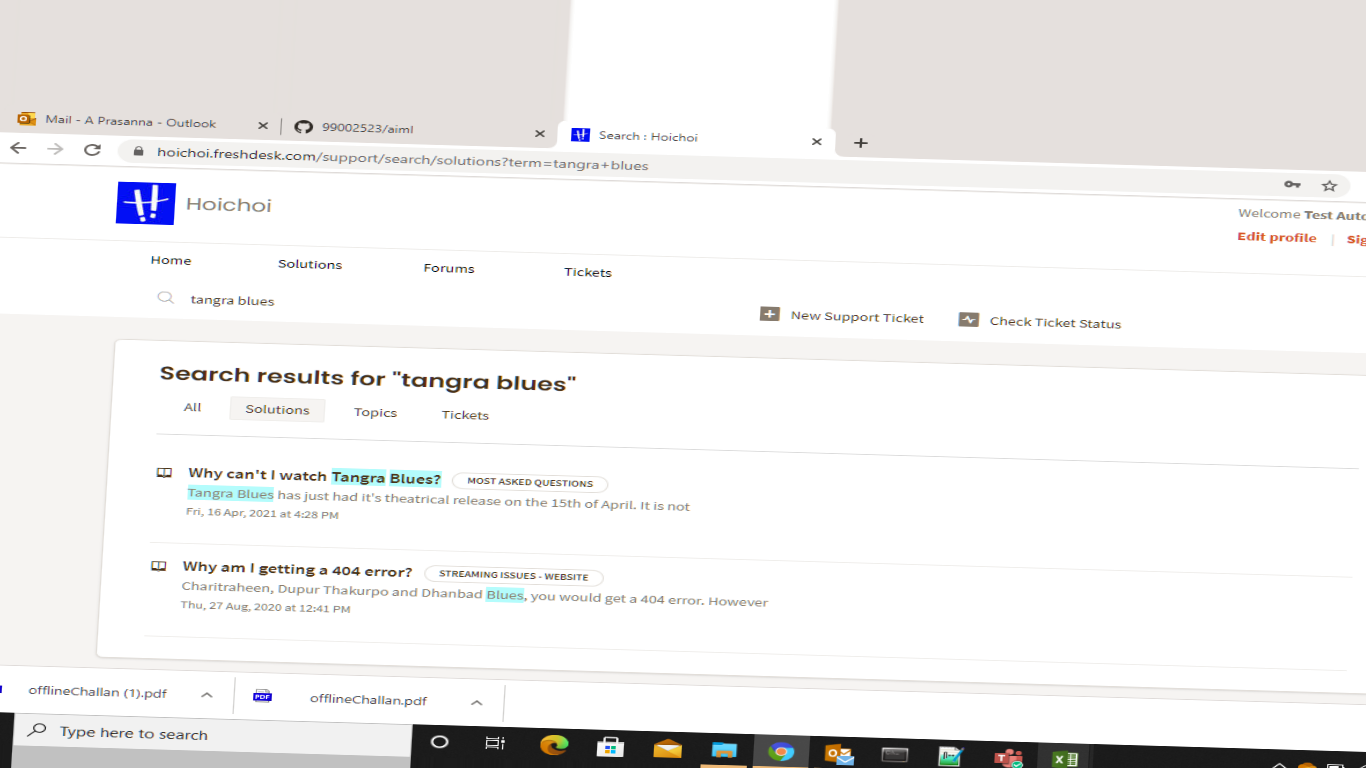 Mail - A Prasanna - Outlook
99002523/aiml
Search : Hoichoi
hoichoi.freshdesk.com/support/search/solutions?term=tangra+blues
Hoichoi
Welcome Test Auto
Edit profile
Sig
Home
Solutions
Forums
Tickets
tangra blues
New Support Ticket
Check Ticket Status
Search results for "tangra blues"
All
Solutions
Topics
Tickets
Why can't I watch Tangra Blues?
MOST ASKED QUESTIONS
Tangra Blues has just had it's theatrical release on the 15th of April. It is not
Fri, 16 Apr, 2021 at 4:28 PM
Why am I getting a 404 error?
STREAMING ISSUES - WEBSITE
Charitraheen, Dupur Thakurpo and Dhanbad Blues, you would get a 404 error. However
Thu, 27 Aug, 2020 at 12:41 PM
offlineChallan (1).pdf
PDF
offlineChallan.pdf
Type here to search